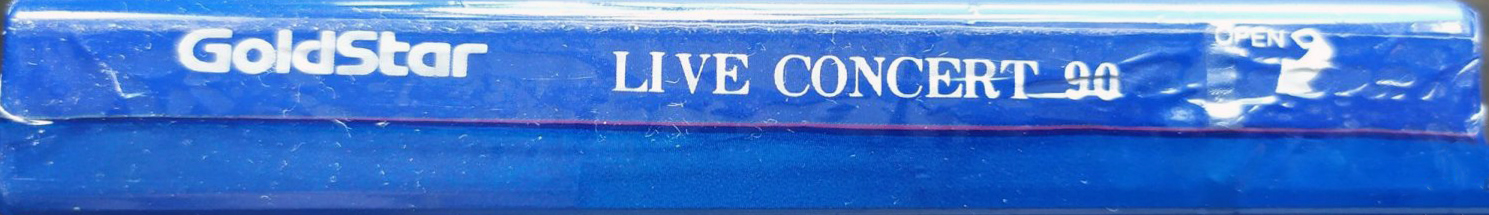 GoldStar LIVE CONCERT 90 OPEN